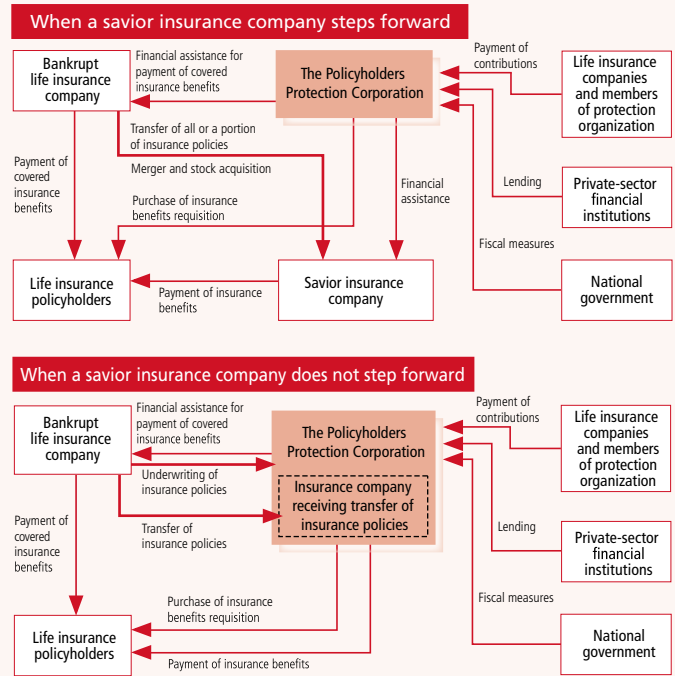 When a savior insurance company steps forward
Bankrupt
life insurance
company
Financial assistance for
payment of covered
insurance benefits
The Policyholders
Protection Corporation
Payment of
contributions
Life insurance
companies
and members
of protection
organization
Transfer of all or a portion
of insurance policies
Merger and stock acquisition
Payment of
covered
insurance
benefits
Purchase of insurance
benefits requisition
Financial
assistance
Lending
Private-sector
financial
institutions
Fiscal measures
Life insurance
policyholders
Payment of insurance
benefits
Savior insurance
company
National
government
When a savior insurance company does not step forward
Bankrupt
life insurance
company
Financial assistance for
payment of covered
insurance benefits
The Policyholders
Protection Corporation
Payment of
contributions
Life insurance
companies
and members
of protection
organization
Underwriting of
insurance policies
Insurance company
receiving transfer of
insurance policies
Transfer of
insurance policies
Payment of
covered
insurance
benefits
Lending
Private-sector
financial
institutions
Purchase of insurance
benefits requisition
Fiscal measures
Life insurance
policyholders
Payment of insurance benefits
National
government